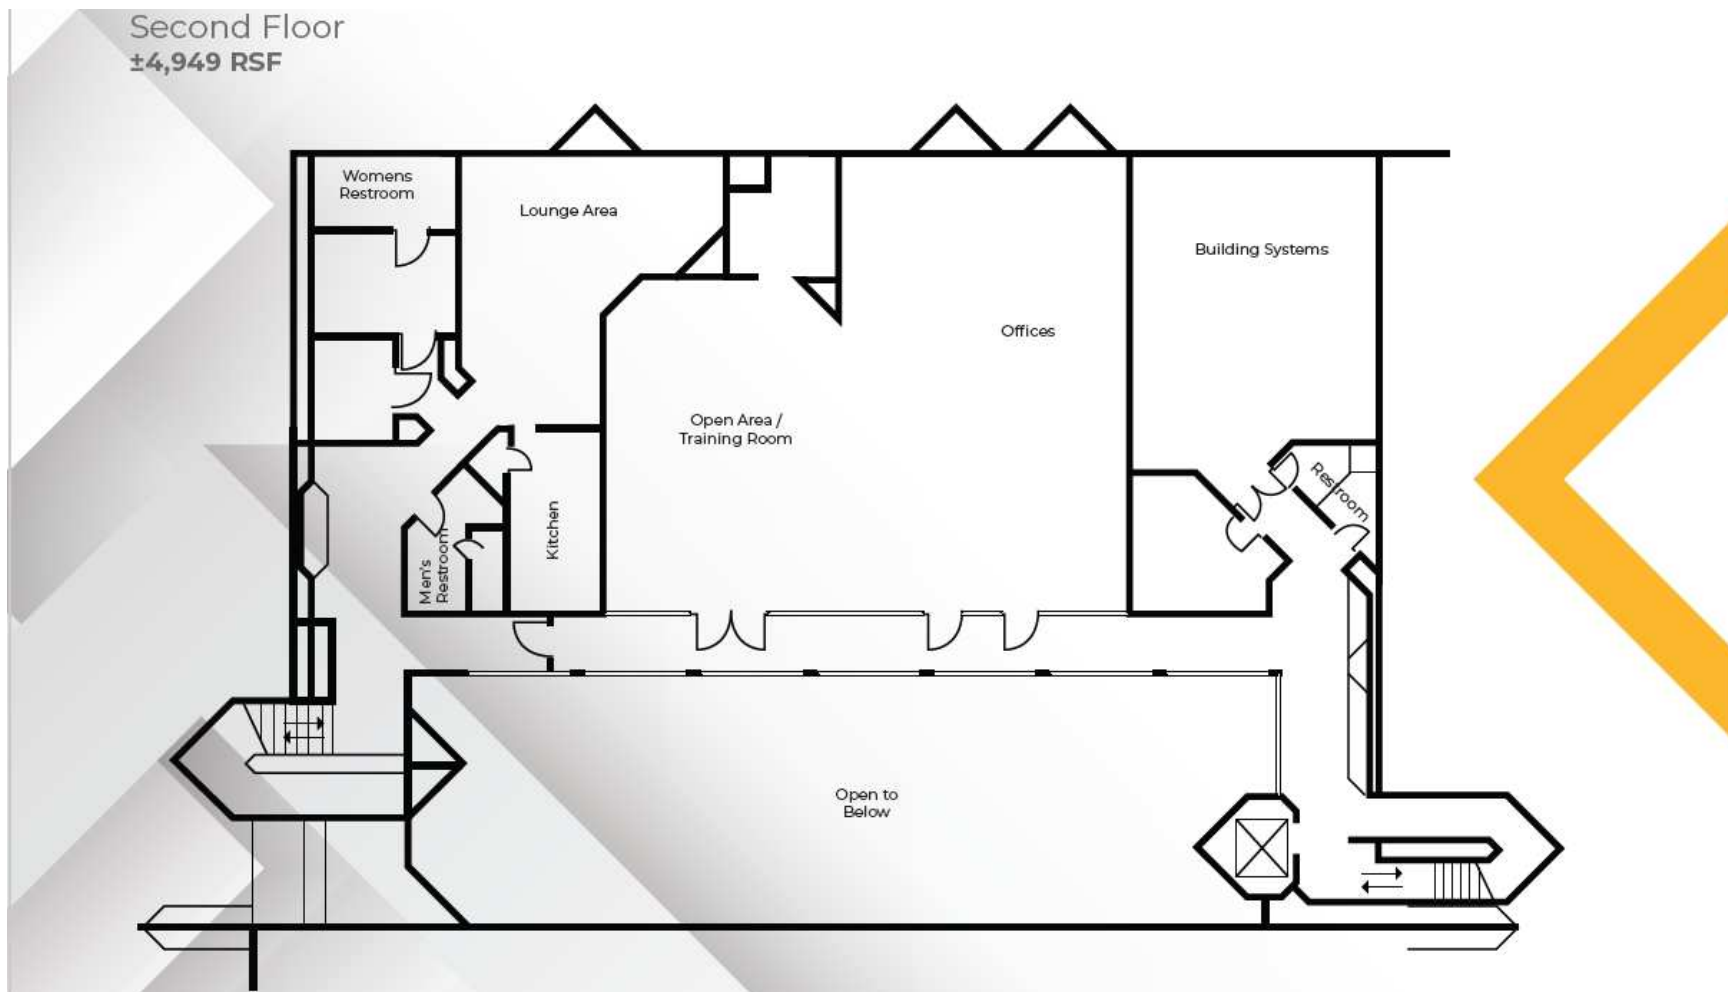 Second Floor
±4,949 RSF
Womens
Restroom
Lounge Area
Building Systems
Offices
Open Area /
Training Room
Restroom
Kitchen
Men's
Restroom
Open to
Below